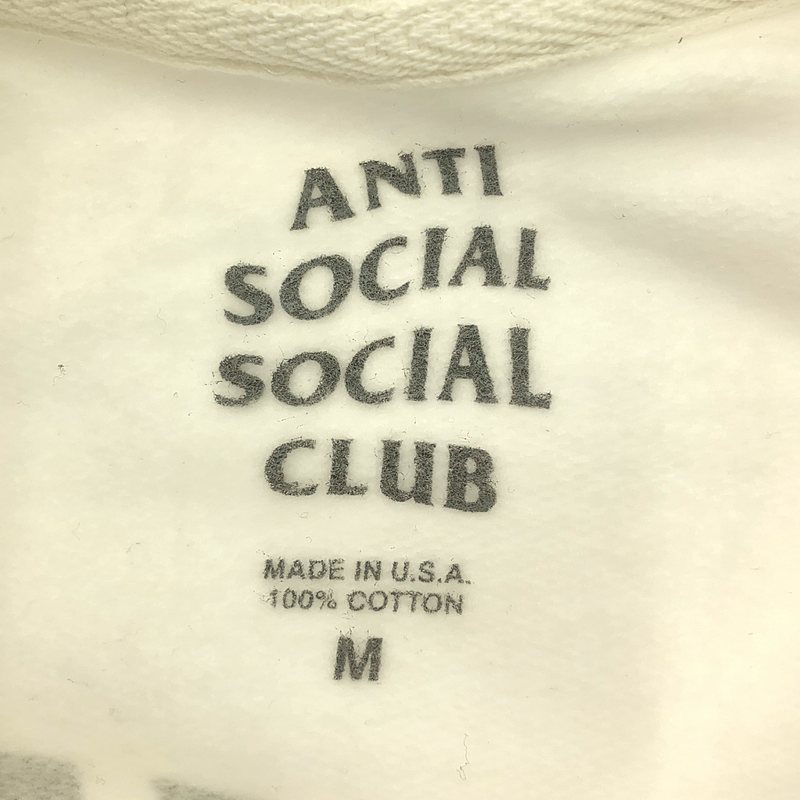 ANTI
SOCIAL
SOCIAL
CLUB
MADE IN U.S.A.
100% COTTON
M